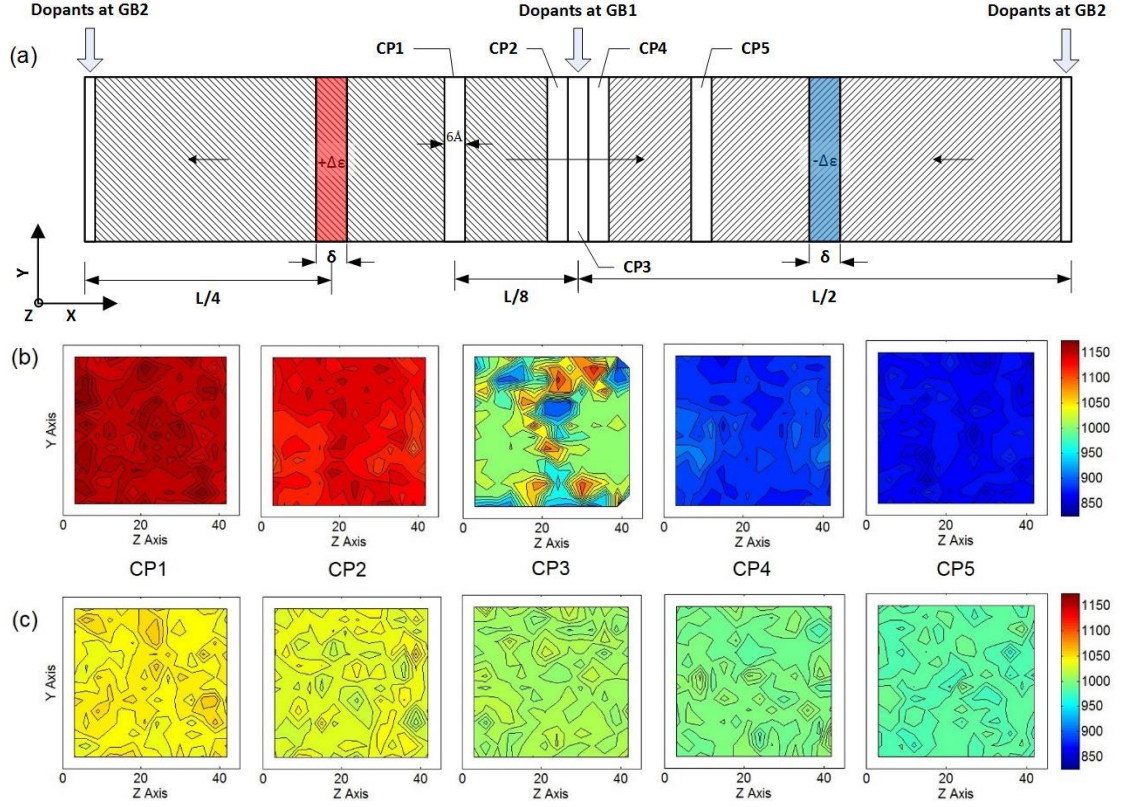 Dopants at GB2 Dopants at GB1 Dopants at GB2
(a)
CP1 CP2 CP4 CP5
6Å
+Δε -Δε
δ CP3 δ
Y
Z X
L/4 L/8 L/2
(b)
Y Axis
0 20 40 0 20 40 0 20 40 0 20 40 0 20 40
Z Axis Z Axis Z Axis Z Axis Z Axis
1150
1100
1050
1000
950
900
850
CP1 CP2 CP3 CP4 CP5
(c)
Y Axis
0 20 40 0 20 40 0 20 40 0 20 40 0 20 40
Z Axis Z Axis Z Axis Z Axis Z Axis
1150
1100
1050
1000
950
900
850